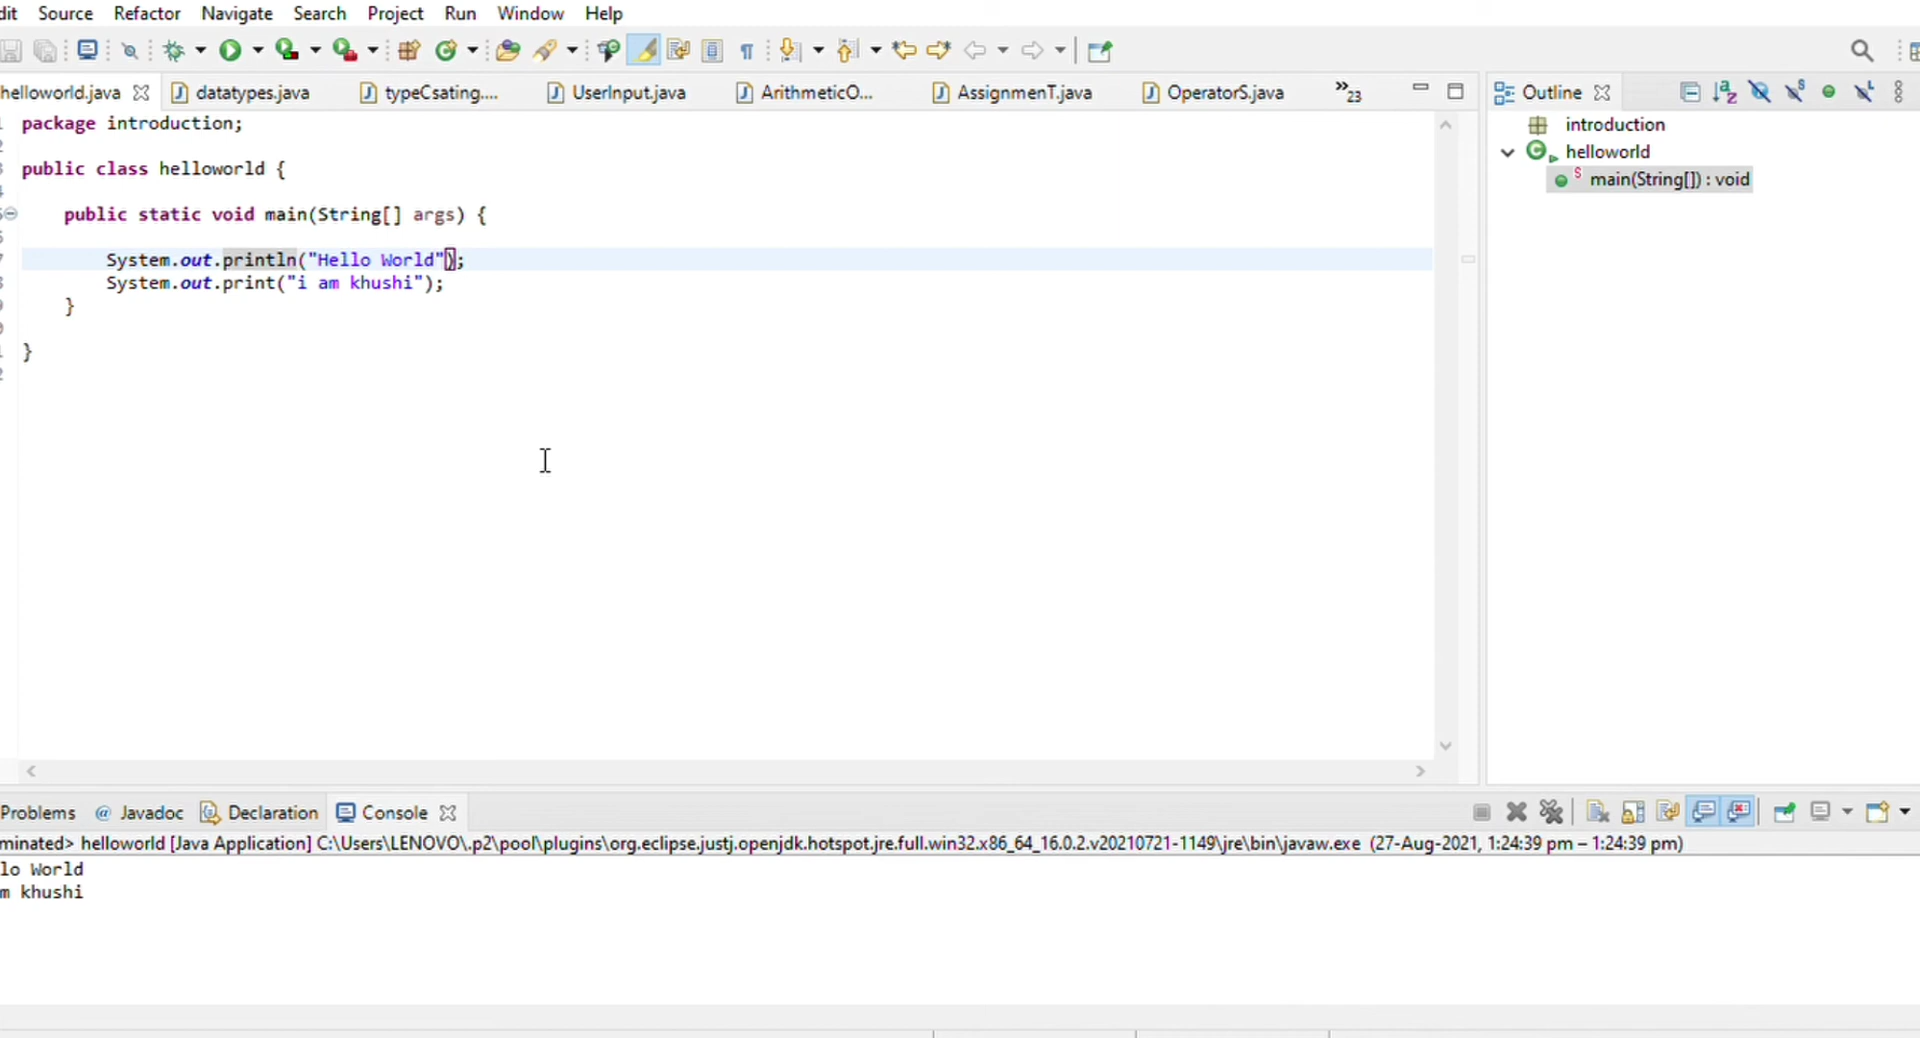 dit Source Refactor Navigate Search Project Run Window Help
helloworld.java datatypes.java typeCsating.... UserInput.java ArithmeticO... AssignmenT.java OperatorS.java »23 Outline
package introduction;
public class helloworld {
public static void main(String[] args) {
System.out.println("Hello World");
System.out.print("i am khushi");
}
}
introduction
helloworld
main(String[]) : void
Problems @ Javadoc Declaration Console
minated> helloworld [Java Application] C:\Users\LENOVO\.p2\pool\plugins\org.eclipse.justj.openjdk.hotspot.jre.full.win32.x86_64_16.0.2.v20210721-1149\jre\bin\javaw.exe (27-Aug-2021, 1:24:39 pm – 1:24:39 pm)
lo World
m khushi